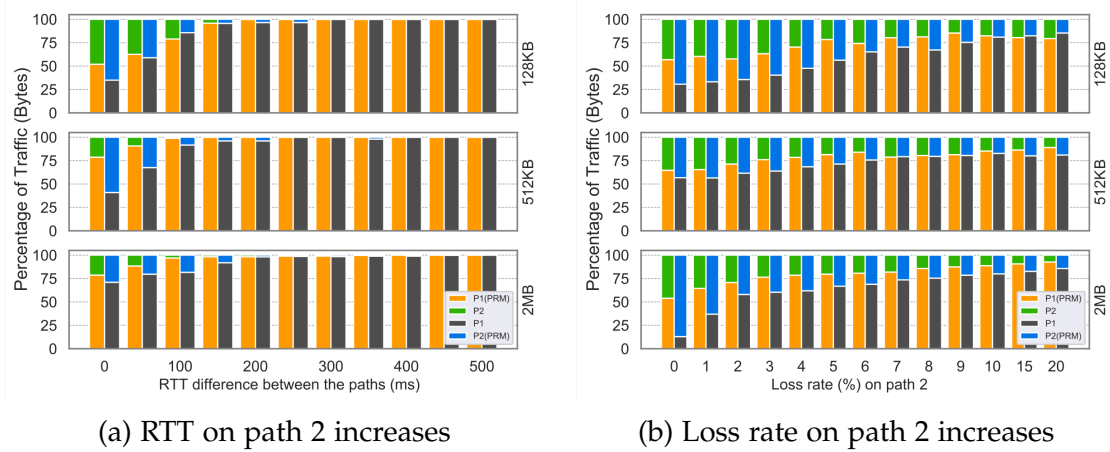 Percentage of Traffic (Bytes)
100
75
50
25
0
128KB
100
75
50
25
0
512KB
100
75
50
25
0
2MB
P1(PRM)
P2
P1
P2(PRM)
0 100 200 300 400 500
RTT difference between the paths (ms)
(a) RTT on path 2 increases
Percentage of Traffic (Bytes)
100
75
50
25
0
128KB
100
75
50
25
0
512KB
100
75
50
25
0
2MB
P1(PRM)
P2
P1
P2(PRM)
0 1 2 3 4 5 6 7 8 9 10 15 20
Loss rate (%) on path 2
(b) Loss rate on path 2 increases